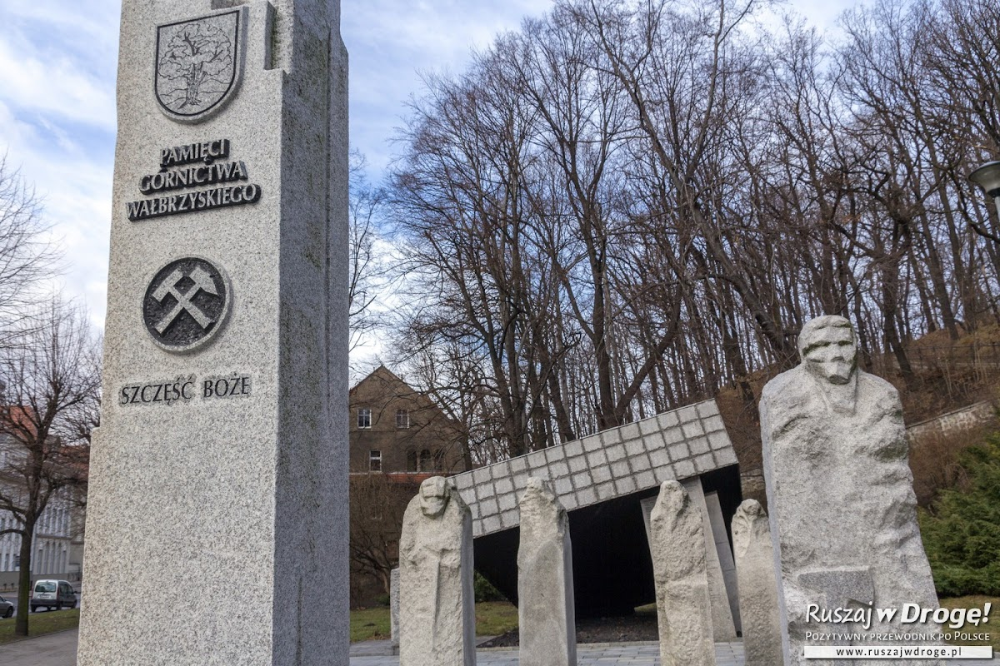 PAMIĘCI
GÓRNICTWA
WAŁBRZYSKIEGO
SZCZĘŚĆ BOŻE
Ruszaj w Drogę!
POZYTYWNY PRZEWODNIK PO POLSCE
www.ruszajwdroge.pl